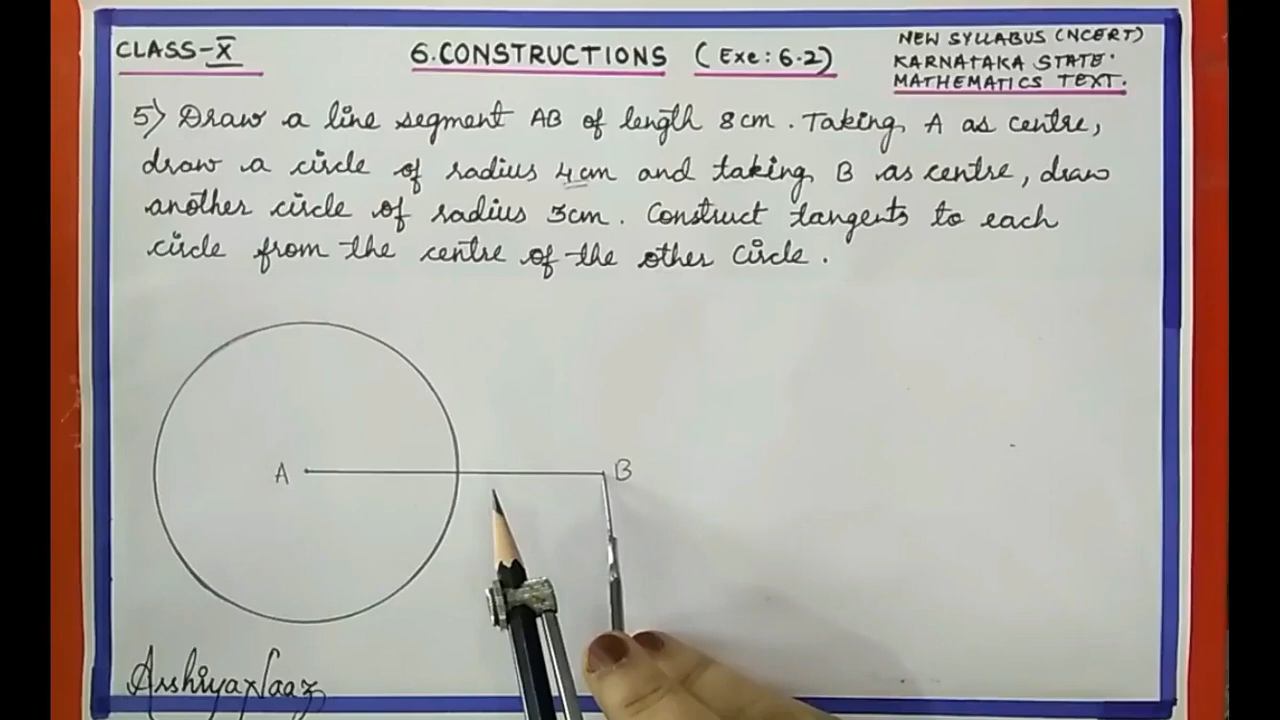 CLASS-X
6.CONSTRUCTIONS (Exe: 6.2)
NEW SYLLABUS (NCERT)
KARNATAKA STATE
MATHEMATICS TEXT.
5) Draw a line segment AB of length 8cm. Taking A as centre,
draw a circle of radius 4cm and taking B as centre, draw
another circle of radius 3cm. Construct tangents to each
circle from the centre of the other Circle.
A
B
Arshiya Naaz